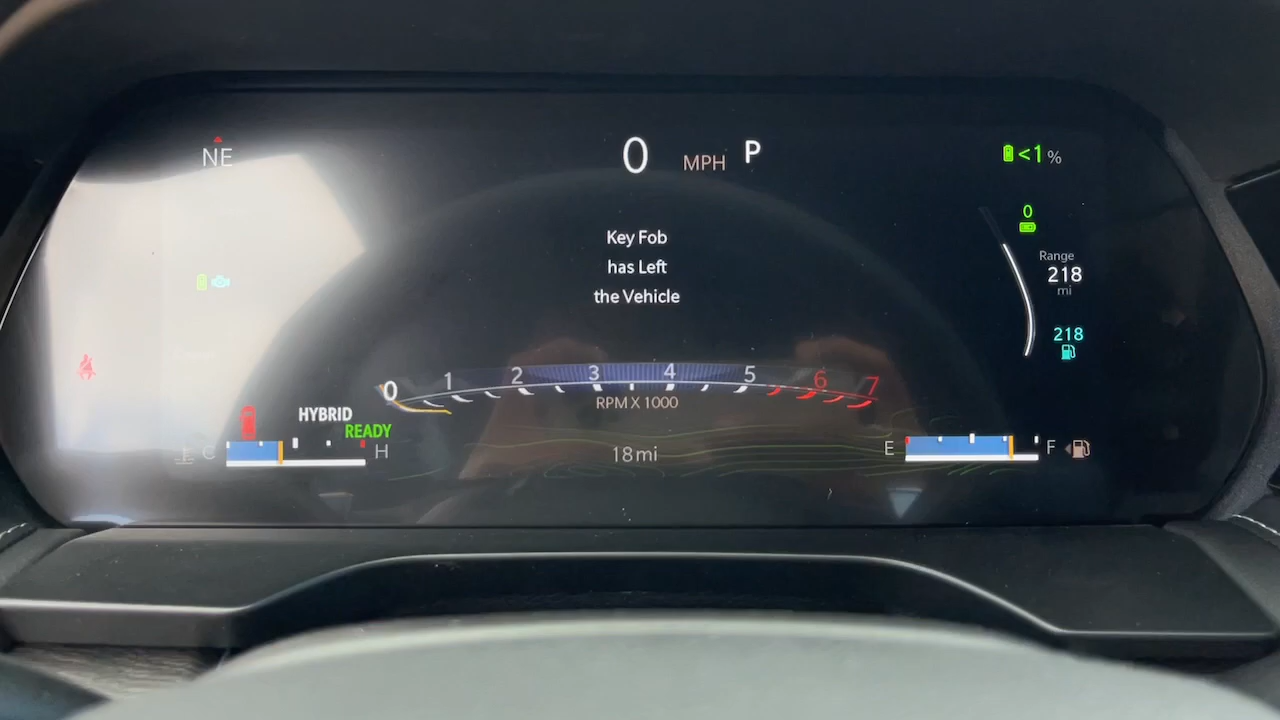 NE
0 MPH P
<1 %
Key Fob
has Left
the Vehicle
0
Range
218
mi
218
0 1 2 3 4 5 6 7
RPM X 1000
HYBRID
READY
C H
18mi
E F